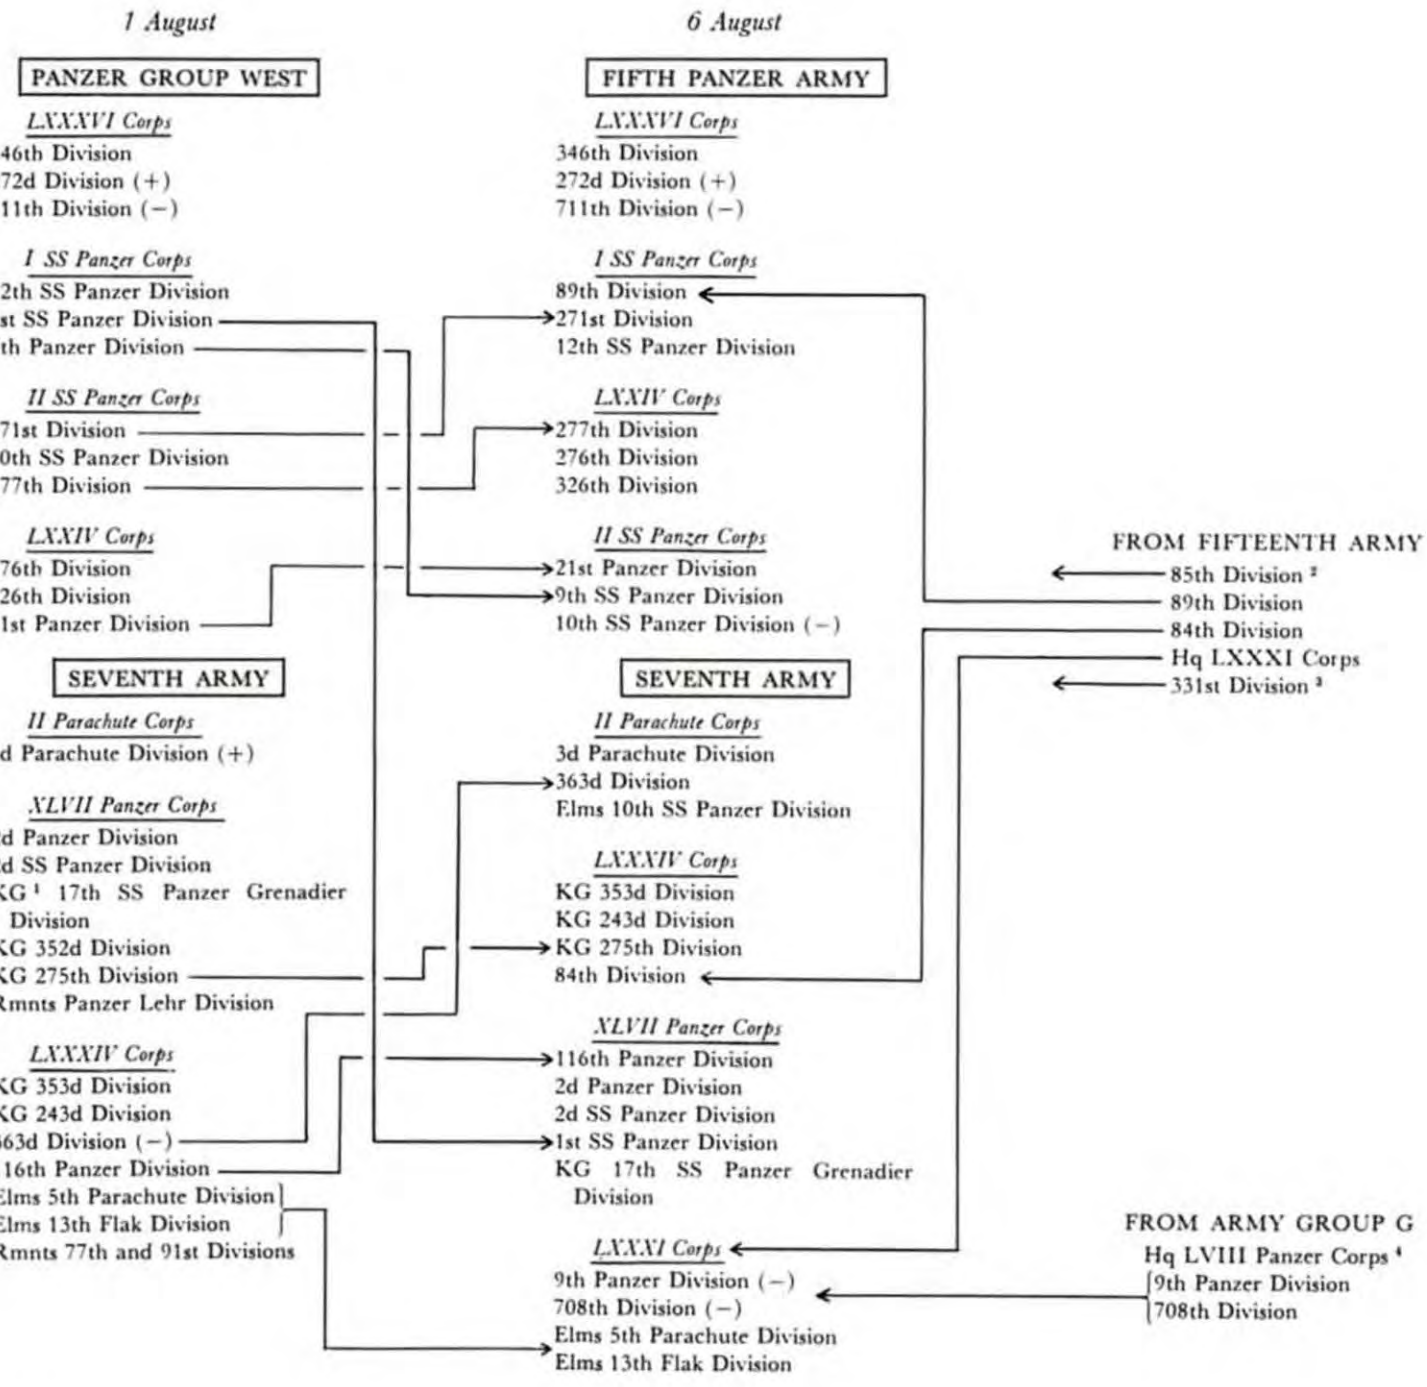 1 August
PANZER GROUP WEST
LXXXVI Corps
46th Division
72d Division (+)
11th Division (−)
I SS Panzer Corps
2th SS Panzer Division
st SS Panzer Division
th Panzer Division
II SS Panzer Corps
71st Division
0th SS Panzer Division
77th Division
LXXIV Corps
76th Division
26th Division
1st Panzer Division
SEVENTH ARMY
II Parachute Corps
d Parachute Division (+)
XLVII Panzer Corps
d Panzer Division
d SS Panzer Division
KG ¹ 17th SS Panzer Grenadier
Division
KG 352d Division
KG 275th Division
Rmnts Panzer Lehr Division
LXXXIV Corps
KG 353d Division
KG 243d Division
363d Division (−)
116th Panzer Division
Elms 5th Parachute Division
Elms 13th Flak Division
Rmnts 77th and 91st Divisions
6 August
FIFTH PANZER ARMY
LXXXVI Corps
346th Division
272d Division (+)
711th Division (−)
I SS Panzer Corps
89th Division
271st Division
12th SS Panzer Division
LXXIV Corps
277th Division
276th Division
326th Division
II SS Panzer Corps
21st Panzer Division
9th SS Panzer Division
10th SS Panzer Division (−)
SEVENTH ARMY
II Parachute Corps
3d Parachute Division
363d Division
Elms 10th SS Panzer Division
LXXXIV Corps
KG 353d Division
KG 243d Division
KG 275th Division
84th Division
XLVII Panzer Corps
116th Panzer Division
2d Panzer Division
2d SS Panzer Division
1st SS Panzer Division
KG 17th SS Panzer Grenadier
Division
LXXXI Corps
9th Panzer Division (−)
708th Division (−)
Elms 5th Parachute Division
Elms 13th Flak Division
FROM FIFTEENTH ARMY
85th Division ²
89th Division
84th Division
Hq LXXXI Corps
331st Division ³
FROM ARMY GROUP G
Hq LVIII Panzer Corps ⁴
9th Panzer Division
708th Division